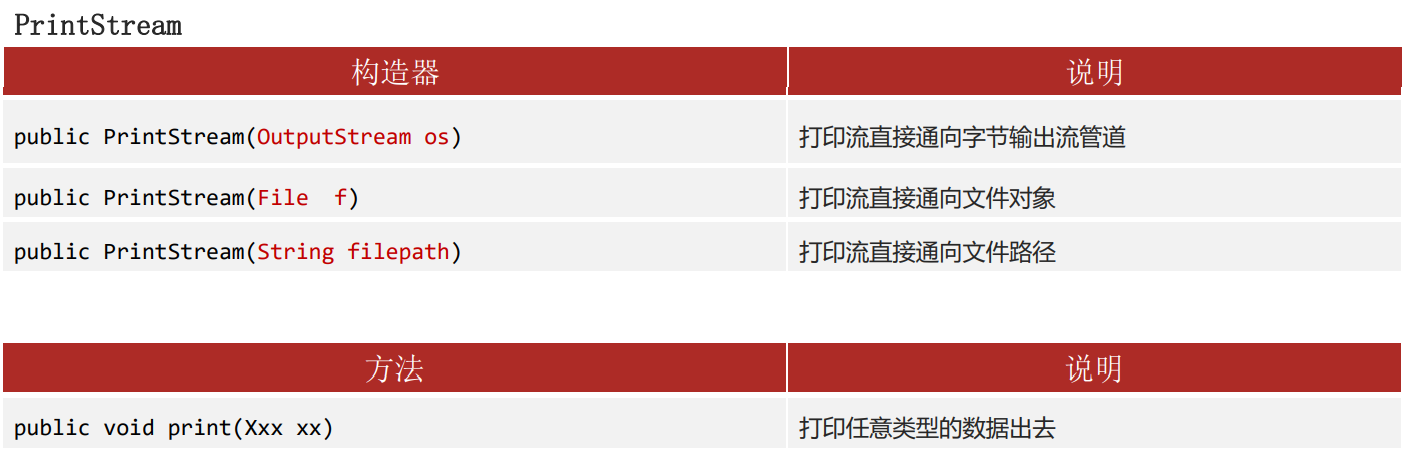 PrintStream
构造器 说明
public PrintStream(OutputStream os) 打印流直接通向字节输出流管道
public PrintStream(File  f) 打印流直接通向文件对象
public PrintStream(String filepath) 打印流直接通向文件路径
方法 说明
public void print(Xxx xx) 打印任意类型的数据出去